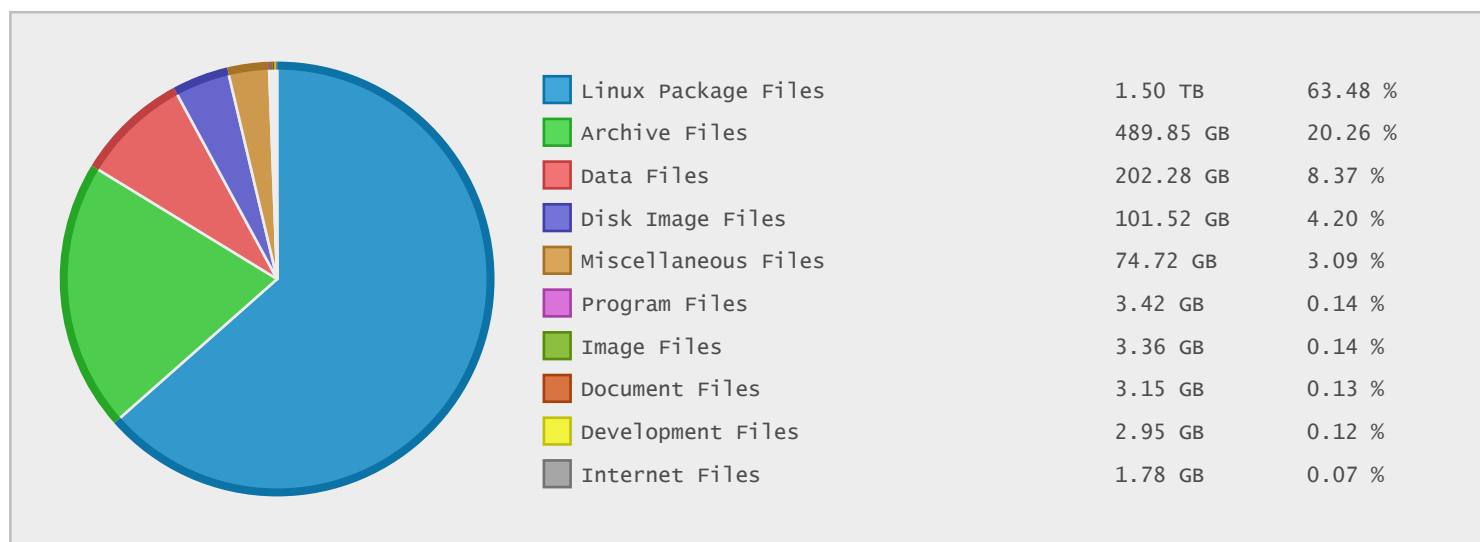 Linux Package Files 1.50 TB 63.48 %
Archive Files 489.85 GB 20.26 %
Data Files 202.28 GB 8.37 %
Disk Image Files 101.52 GB 4.20 %
Miscellaneous Files 74.72 GB 3.09 %
Program Files 3.42 GB 0.14 %
Image Files 3.36 GB 0.14 %
Document Files 3.15 GB 0.13 %
Development Files 2.95 GB 0.12 %
Internet Files 1.78 GB 0.07 %